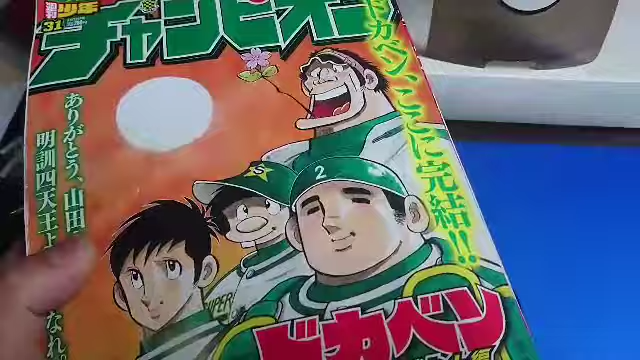 週刊少年
31
チャンピオン
ドカベン、ここに完結!!
ありがとう、山田
明訓四天王よ
なれ。
S
2
SUPER
ドカベン